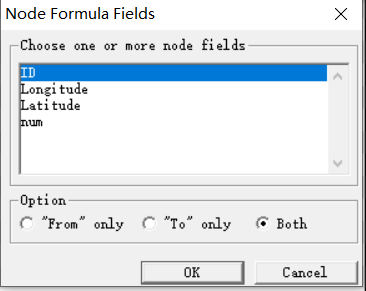 Node Formula Fields
Choose one or more node fields
ID
Longitude
Latitude
num
Option
"From" only "To" only Both
OK Cancel